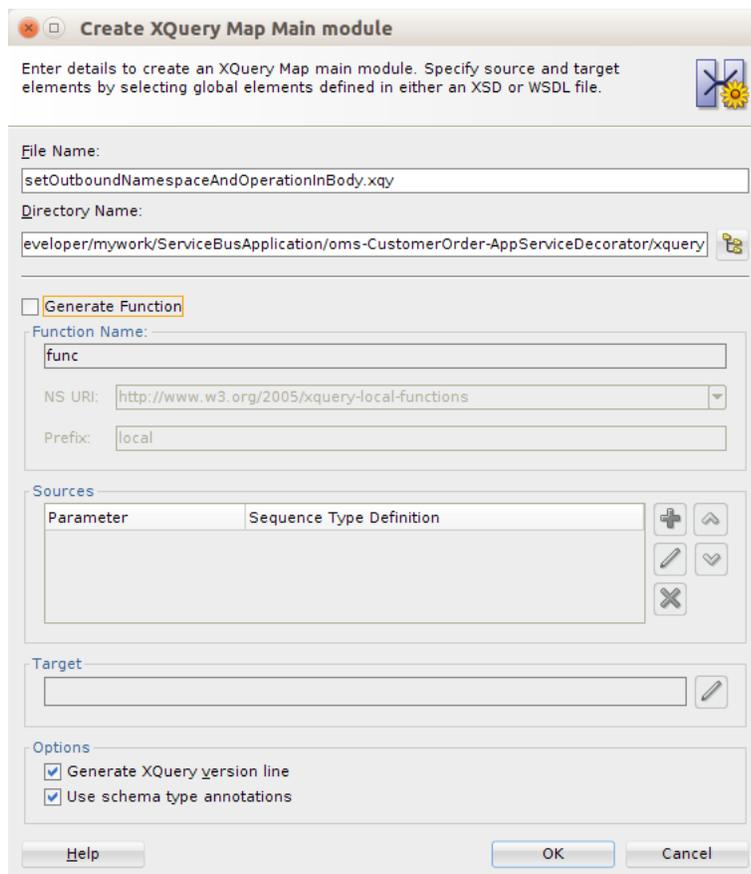 Create XQuery Map Main module
Enter details to create an XQuery Map main module. Specify source and target
elements by selecting global elements defined in either an XSD or WSDL file.
File Name:
setOutboundNamespaceAndOperationInBody.xqy
Directory Name:
eveloper/mywork/ServiceBusApplication/oms-CustomerOrder-AppServiceDecorator/xquery
Generate Function
Function Name:
func
NS URI: http://www.w3.org/2005/xquery-local-functions
Prefix: local
Sources
Parameter Sequence Type Definition
Target
Options
Generate XQuery version line
Use schema type annotations
Help OK Cancel